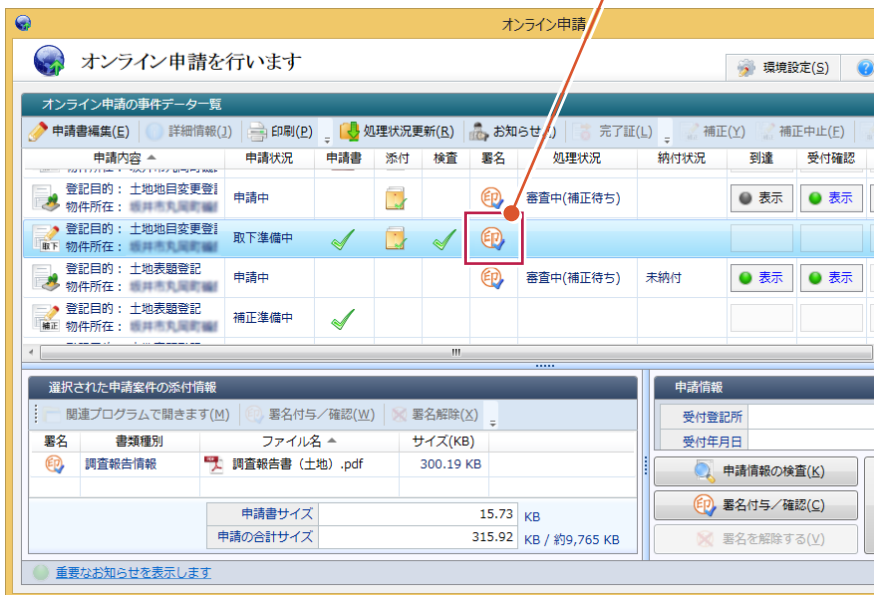 オンライン申請
オンライン申請を行います
環境設定(S)
オンライン申請の事件データ一覧
申請書編集(E) 詳細情報(J) 印刷(P) 処理状況更新(R) お知らせ 完了証(L) 補正(Y) 補正中止(F)
申請内容 申請状況 申請書 添付 検査 署名 処理状況 納付状況 到達 受付確認
登記目的： 土地地目変更登
物件所在：
申請中 審査中(補正待ち) 表示 表示
登記目的： 土地地目変更登
取下 物件所在：
取下準備中
登記目的： 土地表題登記
物件所在：
申請中 審査中(補正待ち) 未納付 表示 表示
登記目的： 土地表題登記
補正 物件所在：
補正準備中
選択された申請案件の添付情報
関連プログラムで開きます(M) 署名付与／確認(W) 署名解除(X)
署名 書類種別 ファイル名 サイズ(KB)
印 調査報告情報 調査報告書（土地）.pdf 300.19 KB
申請書サイズ 15.73 KB
申請の合計サイズ 315.92 KB / 約9,765 KB
申請情報
受付登記所
受付年月日
申請情報の検査(K)
印 署名付与／確認(C)
署名を解除する(V)
重要なお知らせを表示します